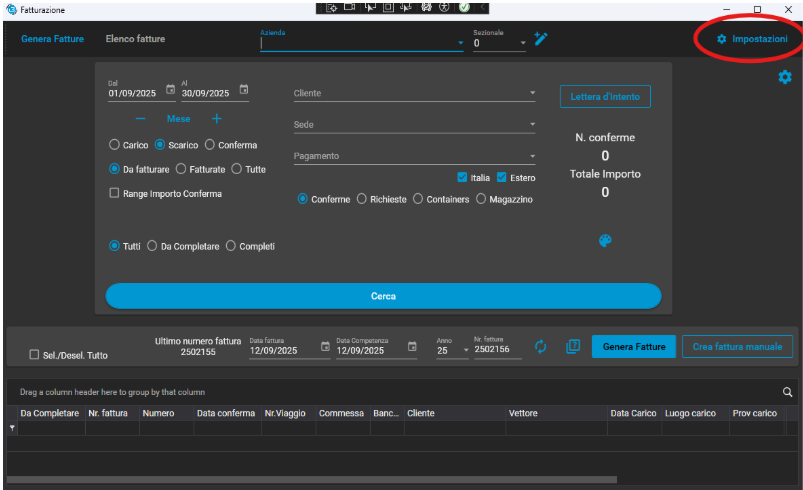 Fatturazione
Genera Fatture
Elenco fatture
Azienda
Sezionale
0
Impostazioni
Dal
01/09/2025
Al
30/09/2025
Mese
Carico
Scarico
Conferma
Da fatturare
Fatturate
Tutte
Range Importo Conferma
Tutti
Da Completare
Completi
Cliente
Sede
Pagamento
Italia
Estero
Conferme
Richieste
Containers
Magazzino
Lettera d'intento
N. conferme
0
Totale Importo
0
Cerca
Sel./Desel. Tutto
Ultimo numero fattura
2502155
Data fattura
12/09/2025
Data Competenza
12/09/2025
Anno
25
Nr. fatture
2502156
Genera Fatture
Crea fattura manuale
Drag a column header here to group by that column
Da Completare
Nr. fattura
Numero
Data conferma
Nr.Viaggio
Commessa
Banc...
Cliente
Vettore
Data Carico
Luogo carico
Prov carico